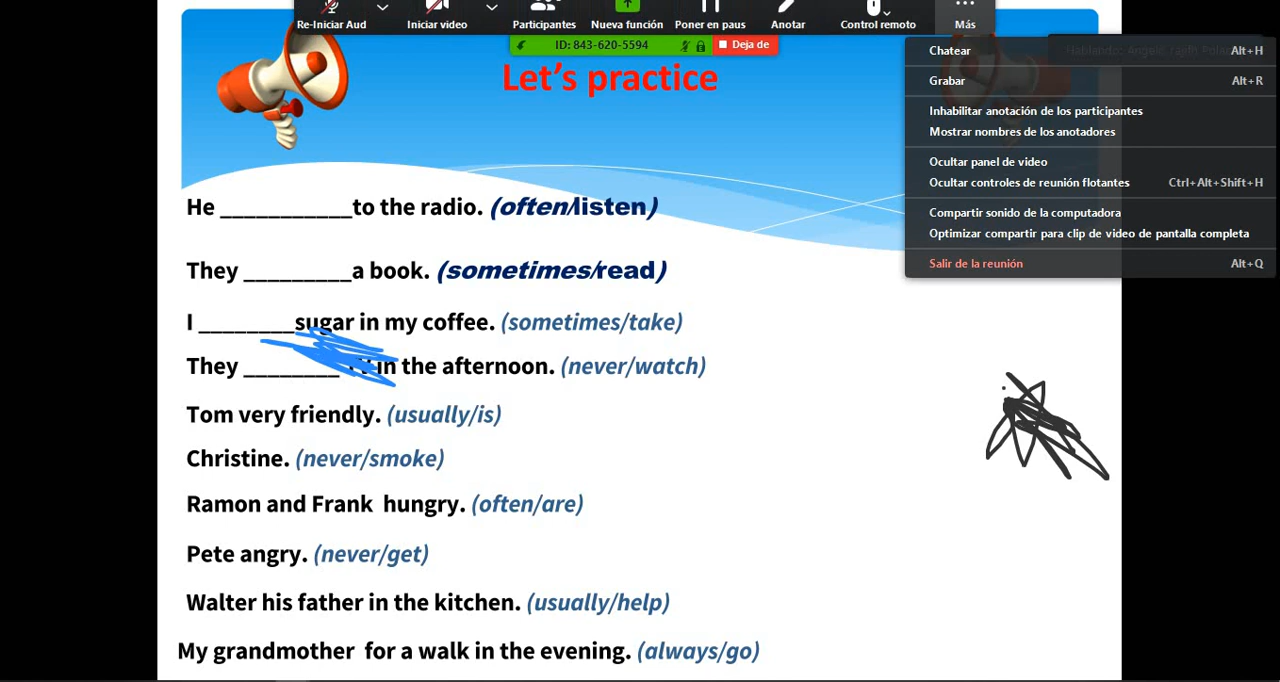 Re-Iniciar Aud
Iniciar video
Participantes
Nueva función
Poner en paus
Anotar
Control remoto
Más
ID: 843-620-5594
Deja de
Chatear Alt+H
Grabar Alt+R
Inhabilitar anotación de los participantes
Mostrar nombres de los anotadores
Ocultar panel de video
Ocultar controles de reunión flotantes Ctrl+Alt+Shift+H
Compartir sonido de la computadora
Optimizar compartir para clip de video de pantalla completa
Salir de la reunión Alt+Q
Let's practice
He ___________to the radio. (often/listen)
They _________a book. (sometimes/read)
I ________sugar in my coffee. (sometimes/take)
They ________ TV in the afternoon. (never/watch)
Tom very friendly. (usually/is)
Christine. (never/smoke)
Ramon and Frank hungry. (often/are)
Pete angry. (never/get)
Walter his father in the kitchen. (usually/help)
My grandmother for a walk in the evening. (always/go)